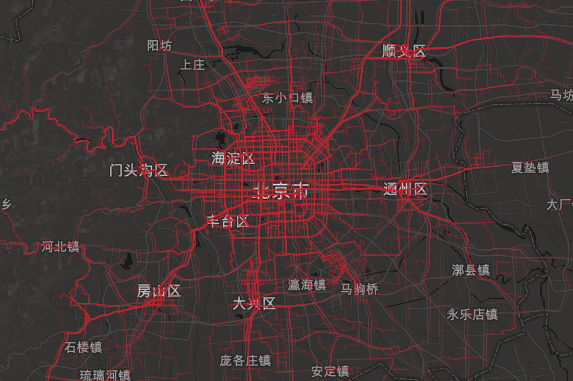 阳坊
上庄
顺义区
东小口镇
马坊
海淀区
门头沟区
夏垫镇
北京市
通州区
乡
大厂
丰台区
河北镇
漷县镇
瀛海镇
马驹桥
房山区
大兴区
永乐店镇
石楼镇
庞各庄镇
安定镇
琉璃河镇